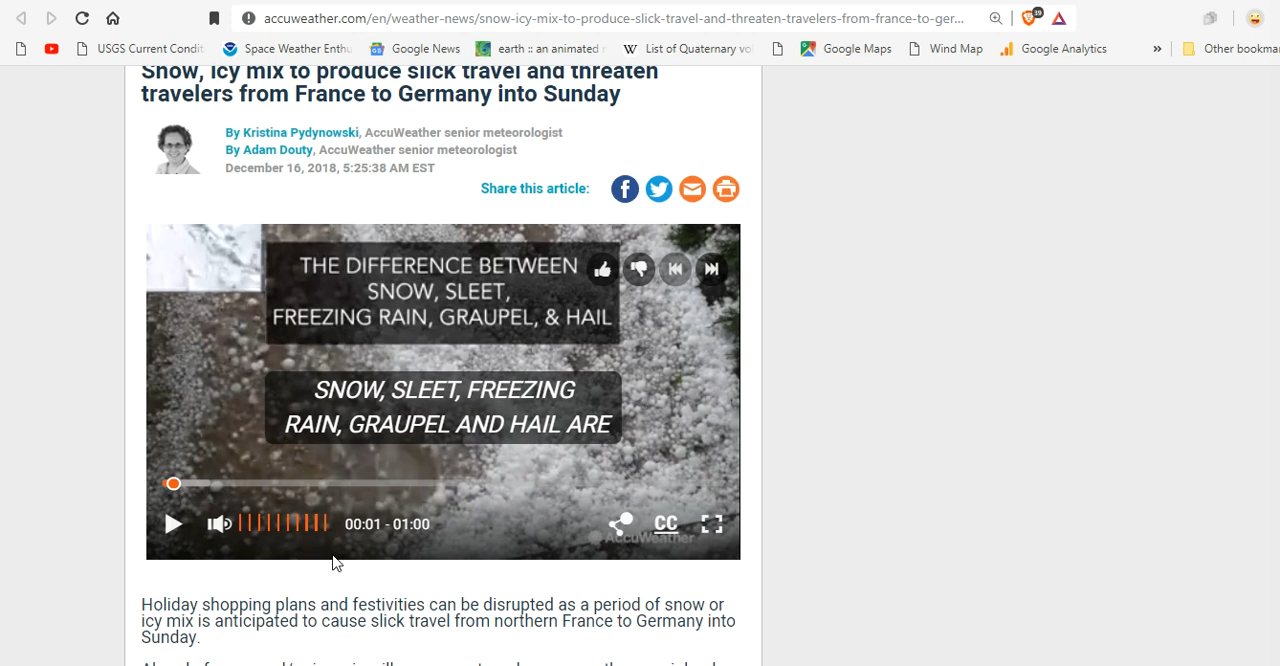 accuweather.com/en/weather-news/snow-icy-mix-to-produce-slick-travel-and-threaten-travelers-from-france-to-ger...
39
USGS Current Condit
Space Weather Enthu
Google News
earth :: an animated
W List of Quaternary vo
Google Maps
Wind Map
Google Analytics
»
Other bookmar
Snow, icy mix to produce slick travel and threaten
travelers from France to Germany into Sunday
By Kristina Pydynowski, AccuWeather senior meteorologist
By Adam Douty, AccuWeather senior meteorologist
December 16, 2018, 5:25:38 AM EST
Share this article:
THE DIFFERENCE BETWEEN
SNOW, SLEET,
FREEZING RAIN, GRAUPEL, & HAIL
SNOW, SLEET, FREEZING
RAIN, GRAUPEL AND HAIL ARE
00:01 - 01:00
CC
AccuWeather
Holiday shopping plans and festivities can be disrupted as a period of snow or
icy mix is anticipated to cause slick travel from northern France to Germany into
Sunday.